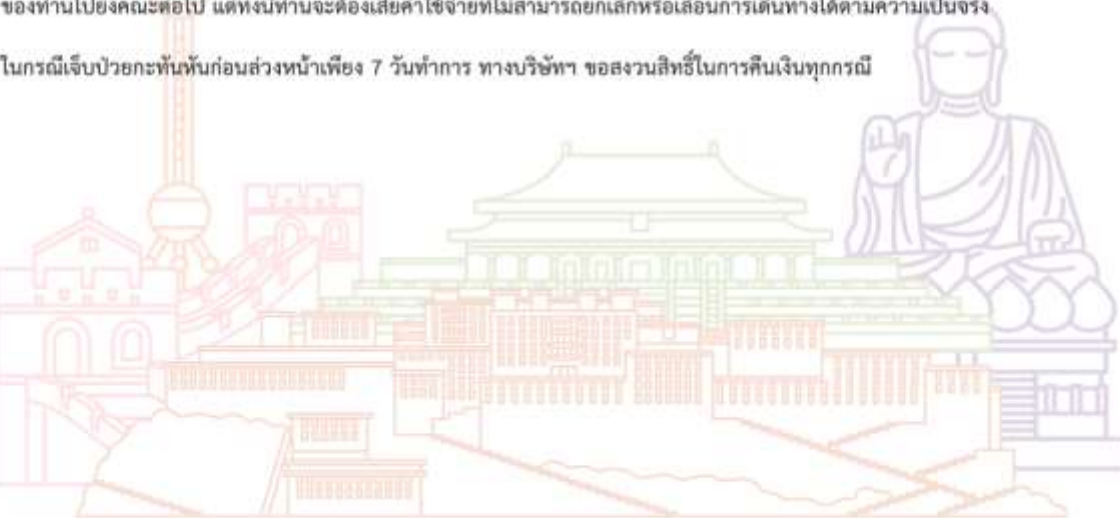 ของท่านไปยังคณะต่อไป แต่ทั้งนี้ท่านจะต้องเสียค่าใช้จ่ายที่ไม่สามารถยกเลิกหรือเลื่อนการเดินทางได้ตามความเป็นจริง
ในกรณีเจ็บป่วยกะทันหันก่อนล่วงหน้าเพียง 7 วันทำการ ทางบริษัทฯ ขอสงวนสิทธิ์ในการคืนเงินทุกกรณี